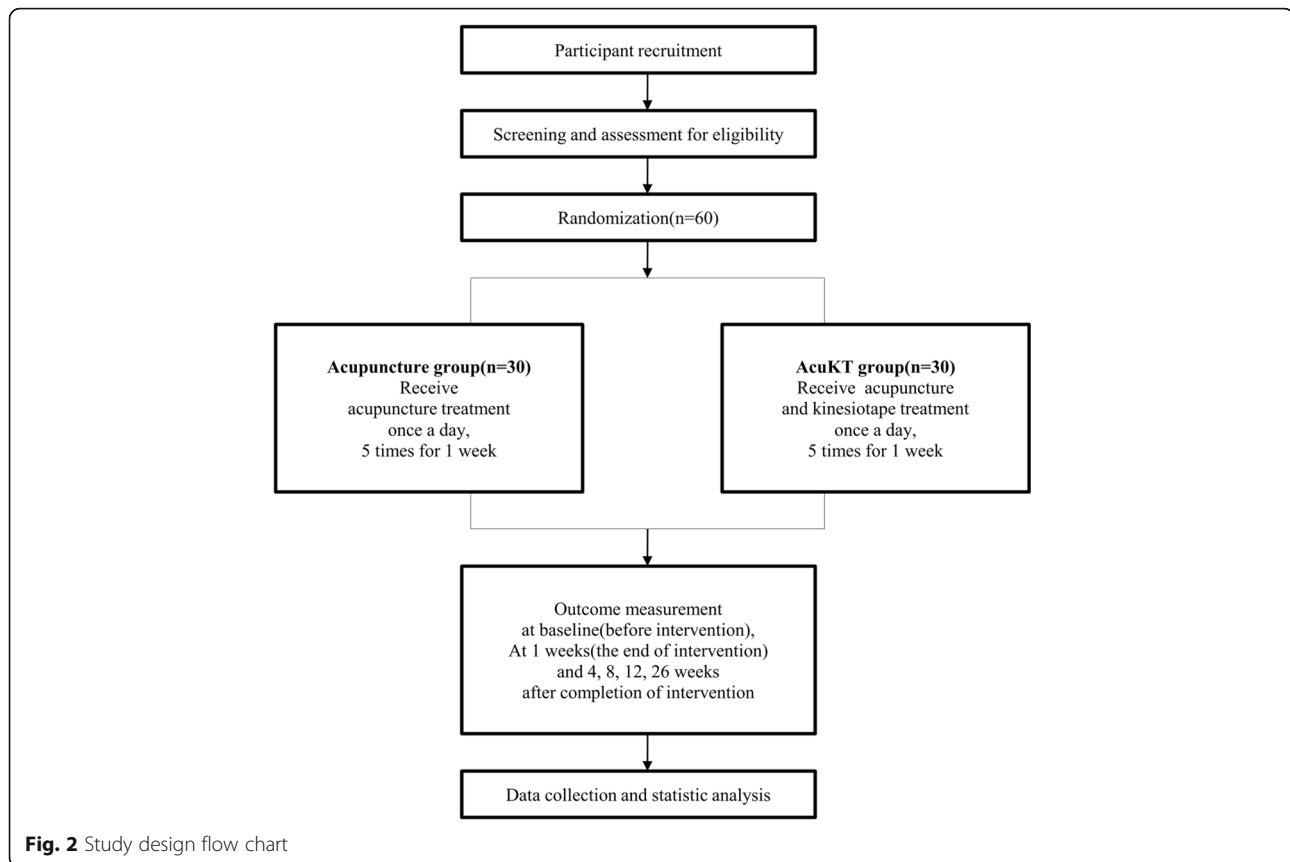 Participant recruitment
Screening and assessment for eligibility
Randomization(n=60)
Acupuncture group(n=30)
Receive
acupuncture treatment
once a day,
5 times for 1 week
AcuKT group(n=30)
Receive acupuncture
and kinesiotape treatment
once a day,
5 times for 1 week
Outcome measurement
at baseline(before intervention),
At 1 weeks(the end of intervention)
and 4, 8, 12, 26 weeks
after completion of intervention
Data collection and statistic analysis
Fig. 2 Study design flow chart